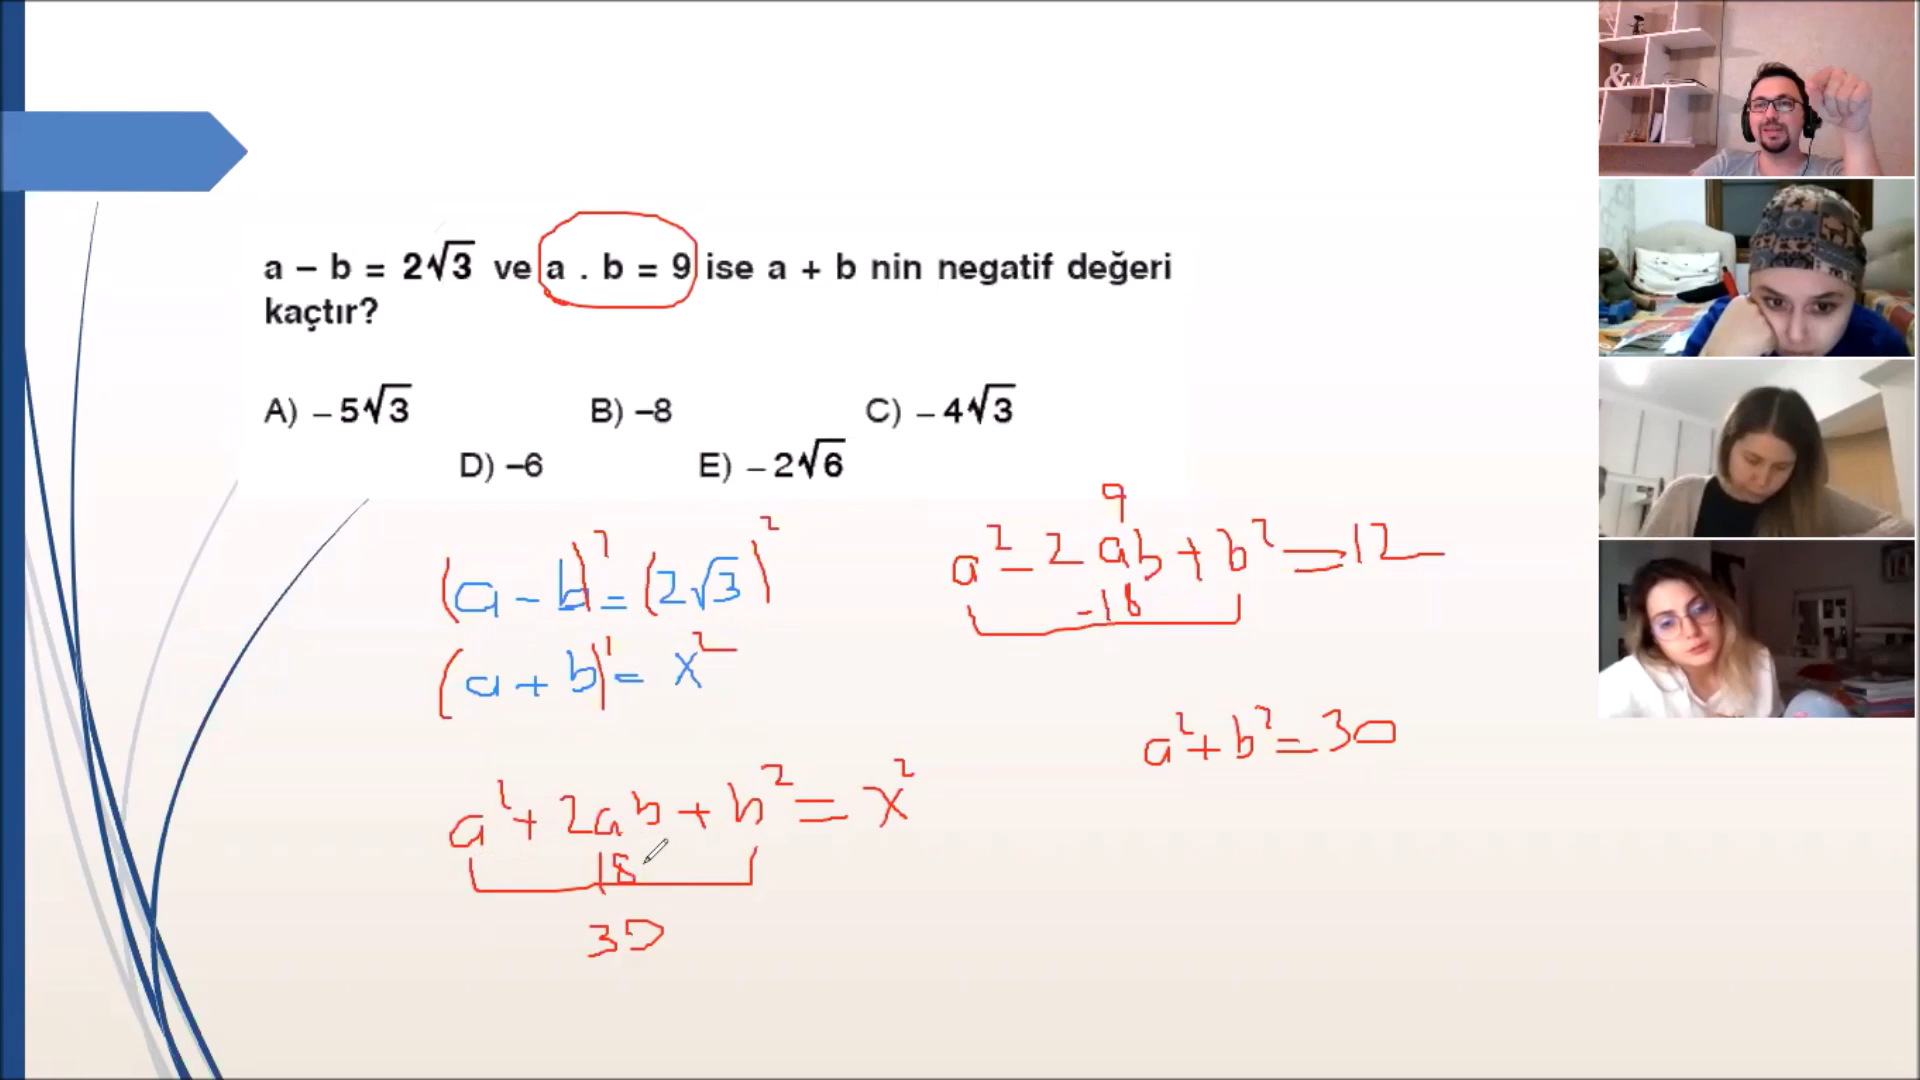 a – b = 2√3 ve a . b = 9 ise a + b nin negatif değeri
kaçtır?
A) – 5√3 B) –8 C) – 4√3
D) –6 E) – 2√6
(a - b)² = (2√3)²
(a + b)² = x²
a² + 2ab + b² = x²
18
30
9
a² - 2ab + b² = 12
-18
a² + b² = 30
&